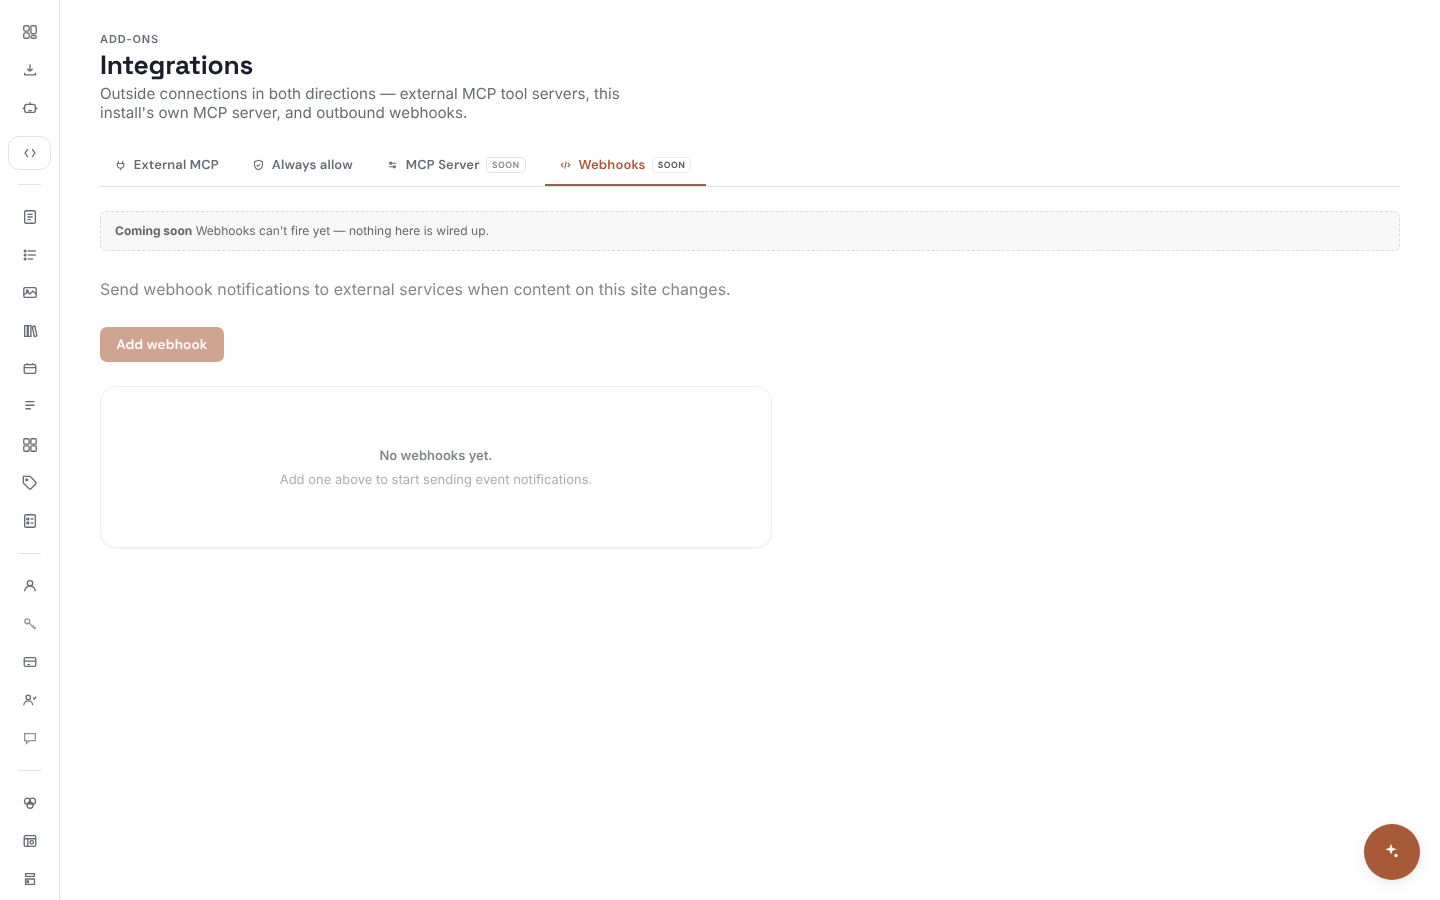 ADD-ONS
Integrations
Outside connections in both directions — external MCP tool servers, this
install's own MCP server, and outbound webhooks.
External MCP Always allow MCP Server SOON Webhooks SOON
Coming soon Webhooks can't fire yet — nothing here is wired up.
Send webhook notifications to external services when content on this site changes.
Add webhook
No webhooks yet.
Add one above to start sending event notifications.